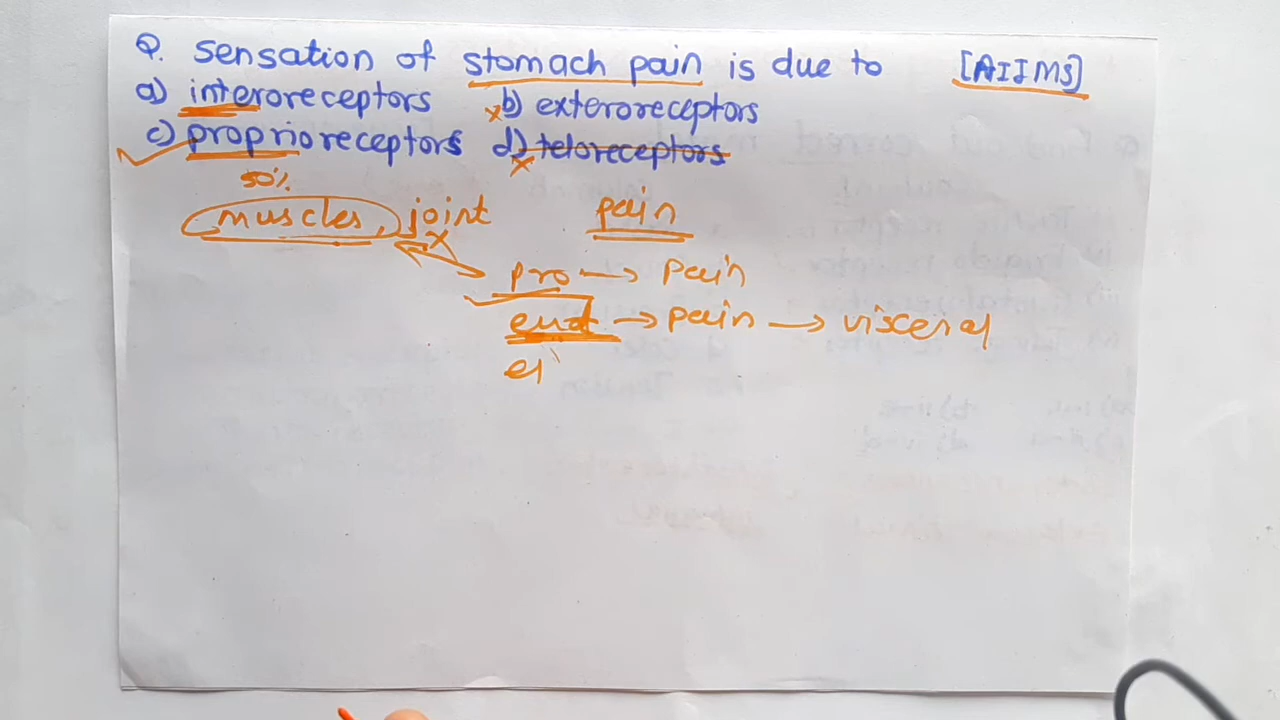 Q. Sensation of stomach pain is due to [AIIMS]
a) interoreceptors b) exteroreceptors
c) proprioreceptors d) teloreceptors
50%
muscles, joint pain
pro → Pain
end → pain → visceral